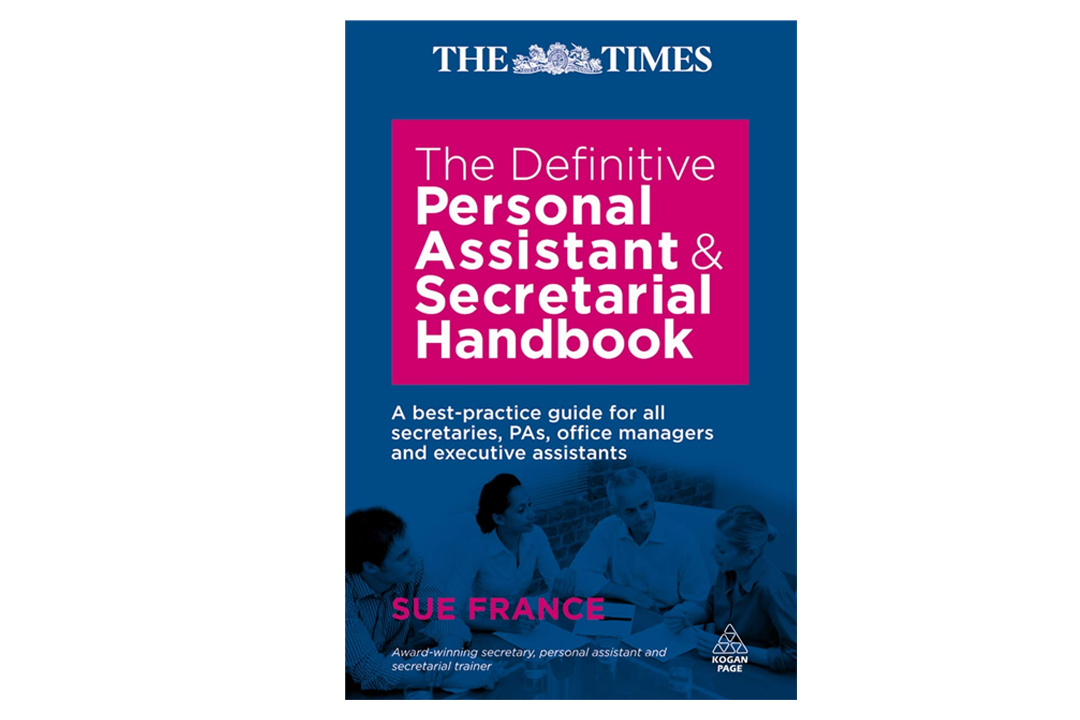 THE TIMES
The Definitive
Personal
Assistant &
Secretarial
Handbook
A best-practice guide for all
secretaries, PAs, office managers
and executive assistants
SUE FRANCE
Award-winning secretary, personal assistant and
secretarial trainer
KOGAN
PAGE